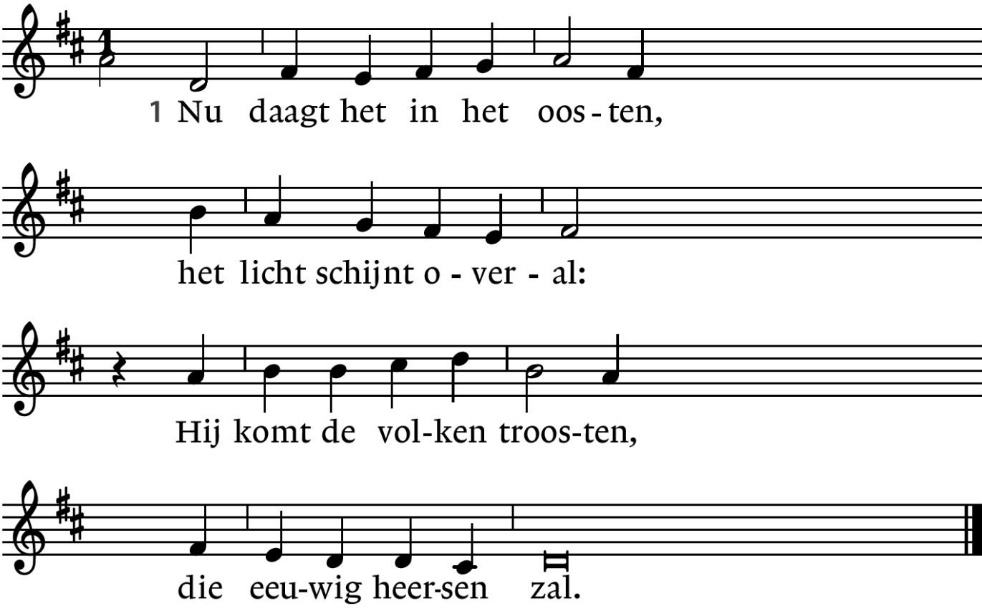 1
1 Nu daagt het in het oos-ten,
het licht schijnt o-ver-al:
Hij komt de vol-ken troos-ten,
die eeu-wig heer-sen zal.